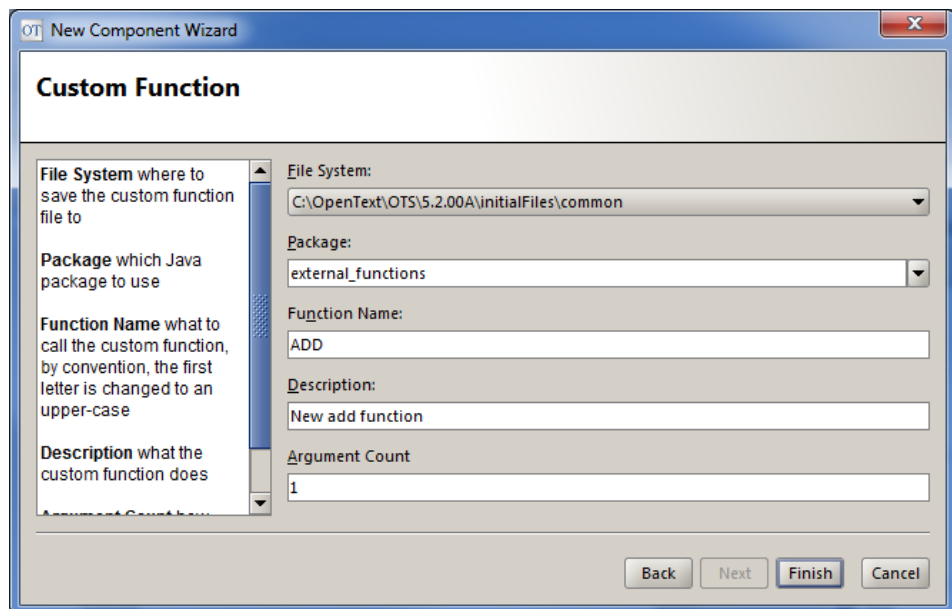 OT New Component Wizard
Custom Function
File System where to
save the custom function
file to
Package which Java
package to use
Function Name what to
call the custom function,
by convention, the first
letter is changed to an
upper-case
Description what the
custom function does
Argument Count how
File System:
C:\OpenText\OTS\5.2.00A\initialFiles\common
Package:
external_functions
Function Name:
ADD
Description:
New add function
Argument Count
1
Back
Next
Finish
Cancel